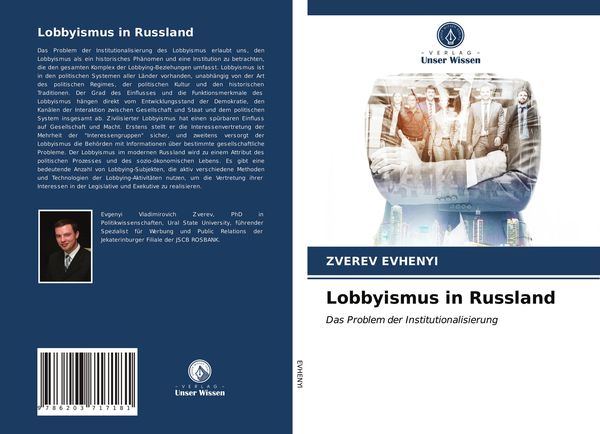 Lobbyismus in Russland
Das Problem der Institutionalisierung des Lobbyismus erlaubt uns, den
Lobbyismus als ein historisches Phänomen und eine Institution zu betrachten,
die den gesamten Komplex der Lobbying-Beziehungen umfasst. Lobbyismus ist
in den politischen Systemen aller Länder vorhanden, unabhängig von der Art
des politischen Regimes, der politischen Kultur und den historischen
Traditionen. Der Grad des Einflusses und die Funktionsmerkmale des
Lobbyismus hängen direkt vom Entwicklungsstand der Demokratie, den
Kanälen der Interaktion zwischen Gesellschaft und Staat und dem politischen
System insgesamt ab. Zivilisierter Lobbyismus hat einen spürbaren Einfluss
auf Gesellschaft und Macht. Erstens stellt er die Interessenvertretung der
Mehrheit der "Interessengruppen" sicher, und zweitens versorgt der
Lobbyismus die Behörden mit Informationen über bestimmte gesellschaftliche
Probleme. Der Lobbyismus im modernen Russland wird zu einem Attribut des
politischen Prozesses und des sozio-ökonomischen Lebens. Es gibt eine
bedeutende Anzahl von Lobbying-Subjekten, die aktiv verschiedene Methoden
und Technologien der Lobbying-Aktivitäten nutzen, um die Vertretung ihrer
Interessen in der Legislative und Exekutive zu realisieren.
Evgenyi Vladimirovich Zverev, PhD in
Politikwissenschaften, Ural State University, führender
Spezialist für Werbung und Public Relations der
Jekaterinburger Filiale der JSCB ROSBANK.
9 786203 717181
VERLAG
Unser Wissen
EVHENYI
VERLAG
Unser Wissen
ZVEREV EVHENYI
Lobbyismus in Russland
Das Problem der Institutionalisierung